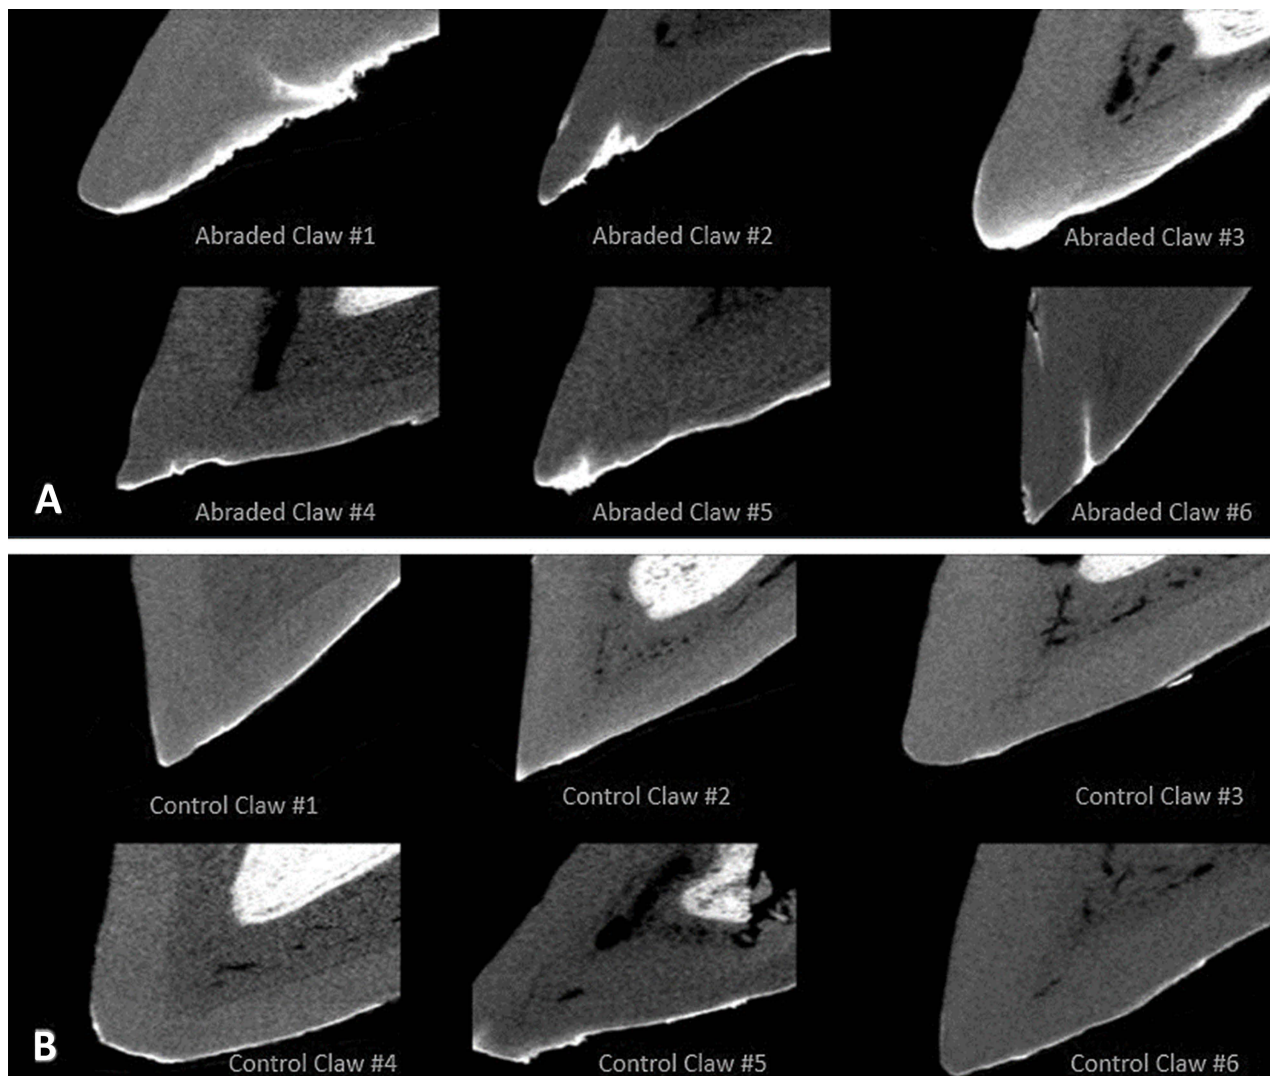 Abraded Claw #1
Abraded Claw #2
Abraded Claw #3
Abraded Claw #4
Abraded Claw #5
Abraded Claw #6
A
Control Claw #1
Control Claw #2
Control Claw #3
Control Claw #4
Control Claw #5
Control Claw #6
B